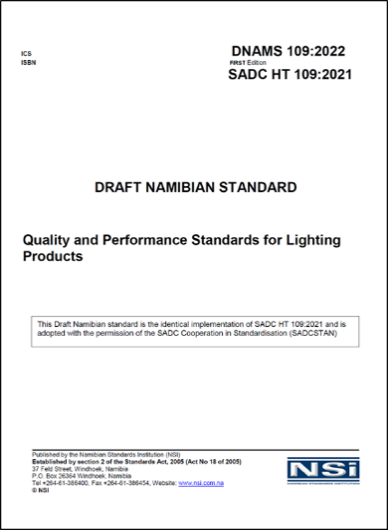 ICS
ISBN
DNAMS 109:2022
FIRST Edition
SADC HT 109:2021
DRAFT NAMIBIAN STANDARD
Quality and Performance Standards for Lighting
Products
This Draft Namibian standard is the identical implementation of SADC HT 109:2021 and is
adopted with the permission of the SADC Cooperation in Standardisation (SADCSTAN)
Published by the Namibian Standards Institution (NSI)
Established by section 2 of the Standards Act, 2005 (Act No 18 of 2005)
37 Feld Street, Windhoek, Namibia
P.O. Box 26364 Windhoek, Namibia
Tel +264-61-386400, Fax +264-61-386454, Website: www.nsi.com.na
© NSI
NSi
NAMIBIAN STANDARDS INSTITUTION